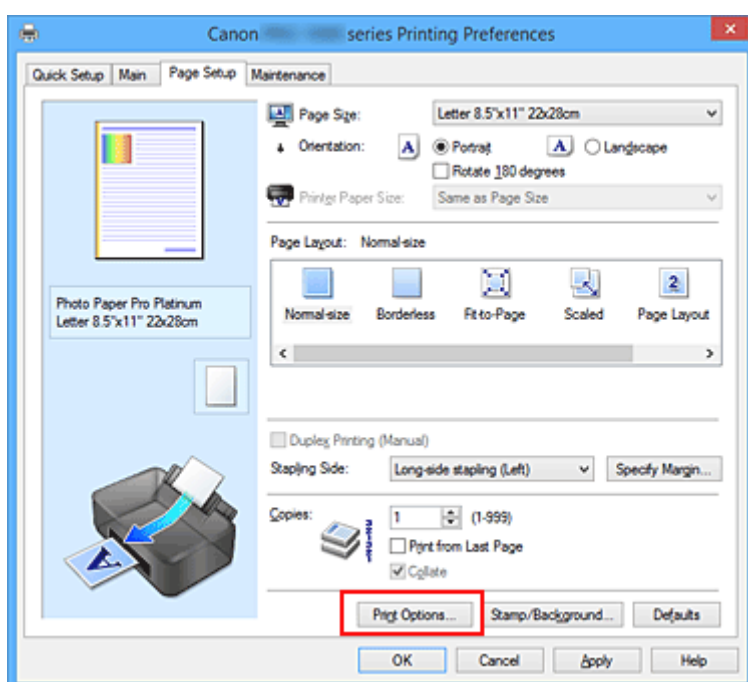 Canon series Printing Preferences
Quick Setup Main Page Setup Maintenance
Page Size: Letter 8.5"x11" 22x28cm
Orientation: A Portrait A Landscape
Rotate 180 degrees
Printer Paper Size: Same as Page Size
Page Layout: Normal-size
2
Normal-size Borderless Fit-to-Page Scaled Page Layout
Photo Paper Pro Platinum
Letter 8.5"x11" 22x28cm
Duplex Printing (Manual)
Stapling Side: Long-side stapling (Left) Specify Margin...
Copies: 1 (1-999)
Print from Last Page
Collate
A
Print Options... Stamp/Background... Defaults
OK Cancel Apply Help